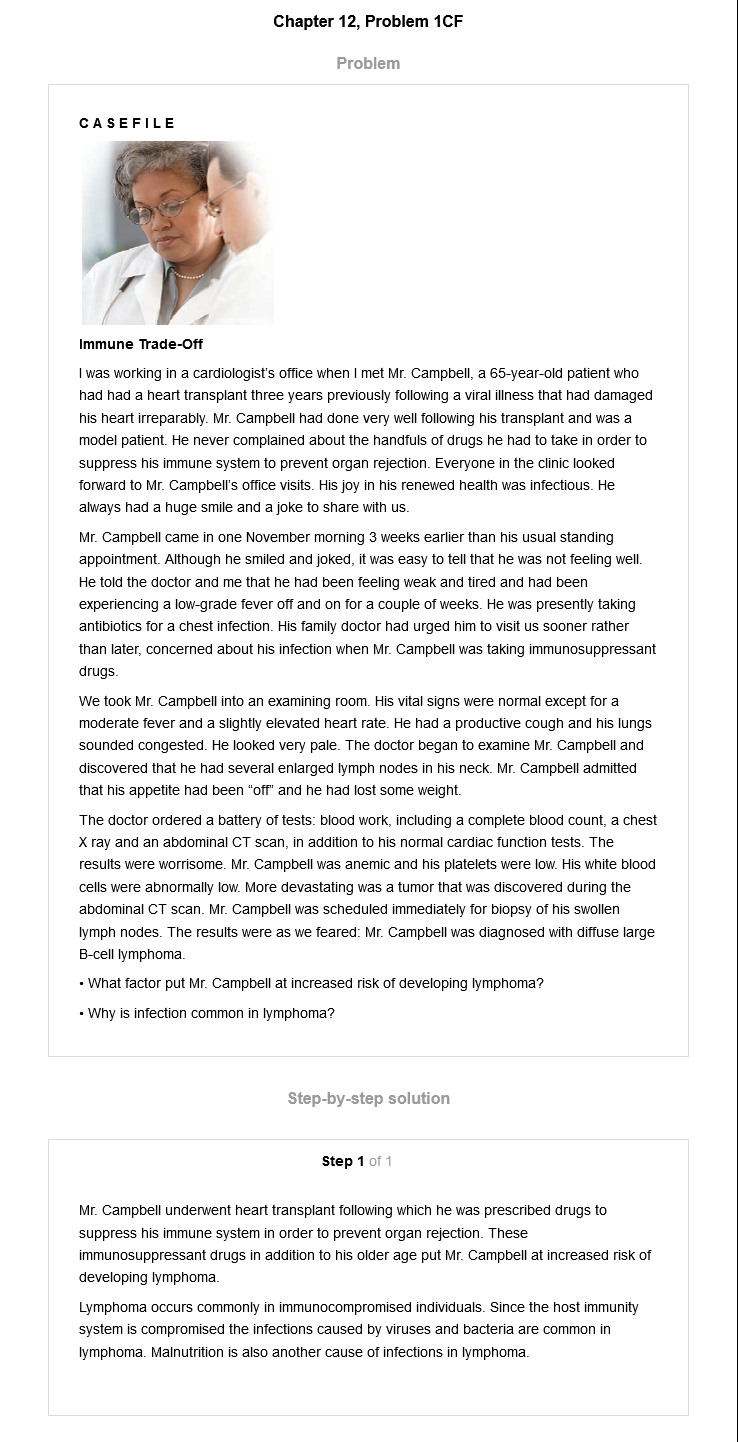 Chapter 12, Problem 1CF
Problem
CASEFILE
Immune Trade-Off
I was working in a cardiologist's office when I met Mr. Campbell, a 65-year-old patient who
had had a heart transplant three years previously following a viral illness that had damaged
his heart irreparably. Mr. Campbell had done very well following his transplant and was a
model patient. He never complained about the handfuls of drugs he had to take in order to
suppress his immune system to prevent organ rejection. Everyone in the clinic looked
forward to Mr. Campbell's office visits. His joy in his renewed health was infectious. He
always had a huge smile and a joke to share with us.
Mr. Campbell came in one November morning 3 weeks earlier than his usual standing
appointment. Although he smiled and joked, it was easy to tell that he was not feeling well.
He told the doctor and me that he had been feeling weak and tired and had been
experiencing a low-grade fever off and on for a couple of weeks. He was presently taking
antibiotics for a chest infection. His family doctor had urged him to visit us sooner rather
than later, concerned about his infection when Mr. Campbell was taking immunosuppressant
drugs.
We took Mr. Campbell into an examining room. His vital signs were normal except for a
moderate fever and a slightly elevated heart rate. He had a productive cough and his lungs
sounded congested. He looked very pale. The doctor began to examine Mr. Campbell and
discovered that he had several enlarged lymph nodes in his neck. Mr. Campbell admitted
that his appetite had been “off” and he had lost some weight.
The doctor ordered a battery of tests: blood work, including a complete blood count, a chest
X ray and an abdominal CT scan, in addition to his normal cardiac function tests. The
results were worrisome. Mr. Campbell was anemic and his platelets were low. His white blood
cells were abnormally low. More devastating was a tumor that was discovered during the
abdominal CT scan. Mr. Campbell was scheduled immediately for biopsy of his swollen
lymph nodes. The results were as we feared: Mr. Campbell was diagnosed with diffuse large
B-cell lymphoma.
• What factor put Mr. Campbell at increased risk of developing lymphoma?
• Why is infection common in lymphoma?
Step-by-step solution
Step 1 of 1
Mr. Campbell underwent heart transplant following which he was prescribed drugs to
suppress his immune system in order to prevent organ rejection. These
immunosuppressant drugs in addition to his older age put Mr. Campbell at increased risk of
developing lymphoma.
Lymphoma occurs commonly in immunocompromised individuals. Since the host immunity
system is compromised the infections caused by viruses and bacteria are common in
lymphoma. Malnutrition is also another cause of infections in lymphoma.